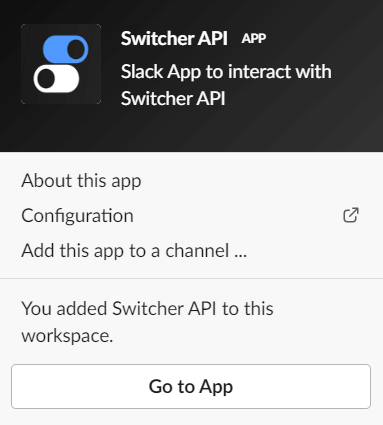 Switcher API APP
Slack App to interact with
Switcher API
About this app
Configuration
Add this app to a channel ...
You added Switcher API to this
workspace.
Go to App